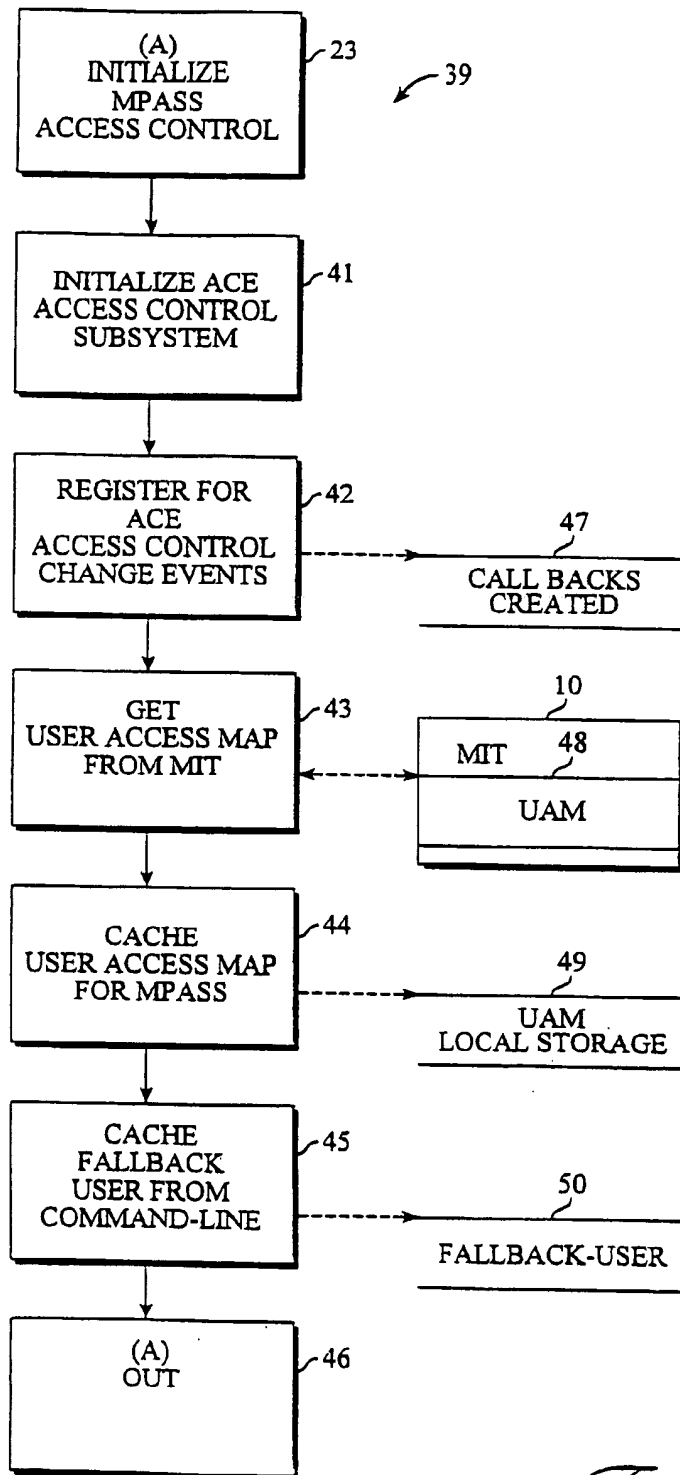 (A)
INITIALIZE
MPASS
ACCESS CONTROL
23
39
INITIALIZE ACE
ACCESS CONTROL
SUBSYSTEM
41
REGISTER FOR
ACE
ACCESS CONTROL
CHANGE EVENTS
42
47
CALL BACKS
CREATED
GET
USER ACCESS MAP
FROM MIT
43
10
MIT
48
UAM
CACHE
USER ACCESS MAP
FOR MPASS
44
49
UAM
LOCAL STORAGE
CACHE
FALLBACK
USER FROM
COMMAND-LINE
45
50
FALLBACK-USER
(A)
OUT
46